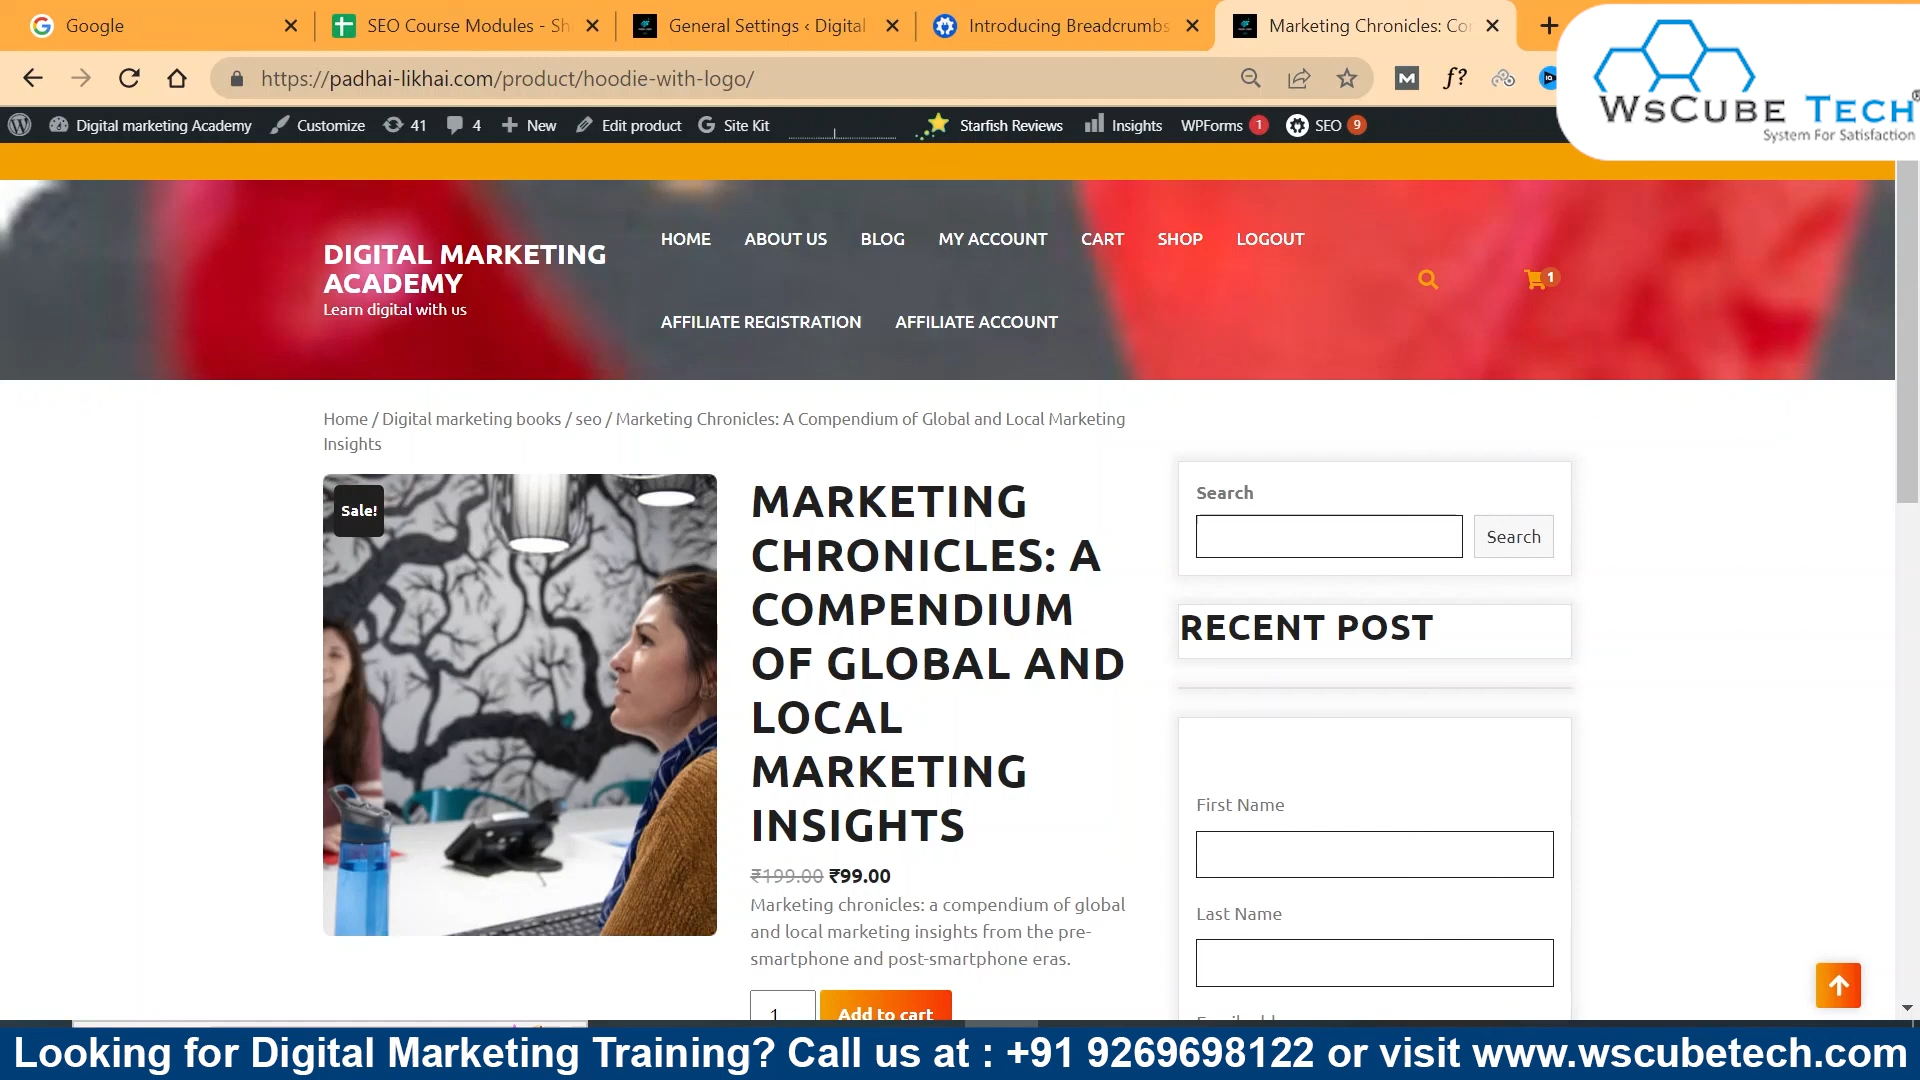 Google
SEO Course Modules - Sh
General Settings ‹ Digital
Introducing Breadcrumbs
Marketing Chronicles: Co
https://padhai-likhai.com/product/hoodie-with-logo/
M
f?
WsCube Tech®
System For Satisfaction
Digital marketing Academy
Customize
41
4
New
Edit product
Site Kit
Starfish Reviews
Insights
WPForms 1
SEO 9
DIGITAL MARKETING
ACADEMY
Learn digital with us
HOME
ABOUT US
BLOG
MY ACCOUNT
CART
SHOP
LOGOUT
AFFILIATE REGISTRATION
AFFILIATE ACCOUNT
1
Home / Digital marketing books / seo / Marketing Chronicles: A Compendium of Global and Local Marketing
Insights
Sale!
MARKETING
CHRONICLES: A
COMPENDIUM
OF GLOBAL AND
LOCAL
MARKETING
INSIGHTS
₹199.00 ₹99.00
Marketing chronicles: a compendium of global
and local marketing insights from the pre-
smartphone and post-smartphone eras.
1
Add to cart
Search
Search
RECENT POST
First Name
Last Name
Looking for Digital Marketing Training? Call us at : +91 9269698122 or visit www.wscubetech.com